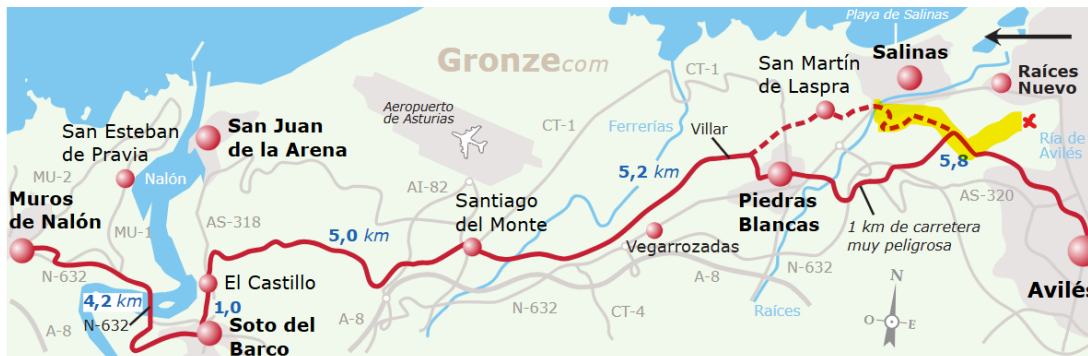 Playa de Salinas
Gronze.com
Salinas
San Martín
de Laspra
CT-1
Raíces
Nuevo
Aeropuerto
de Asturias
San Esteban
de Pravia
San Juan
de la Arena
CT-1
Ferrerías
Villar
Ría de
Avilés
MU-2
Nalón
5,2 km
5,8
AI-82
Muros
de Nalón
MU-1
AS-318
5,0 km
Santiago
del Monte
Piedras
Blancas
AS-320
1 km de carretera
muy peligrosa
Vegarrozadas
N-632
El Castillo
A-8
N-632
N
4,2 km
N-632
1,0
Raíces
Avilés
A-8
Soto del
Barco
A-8
N-632
CT-4
O
E